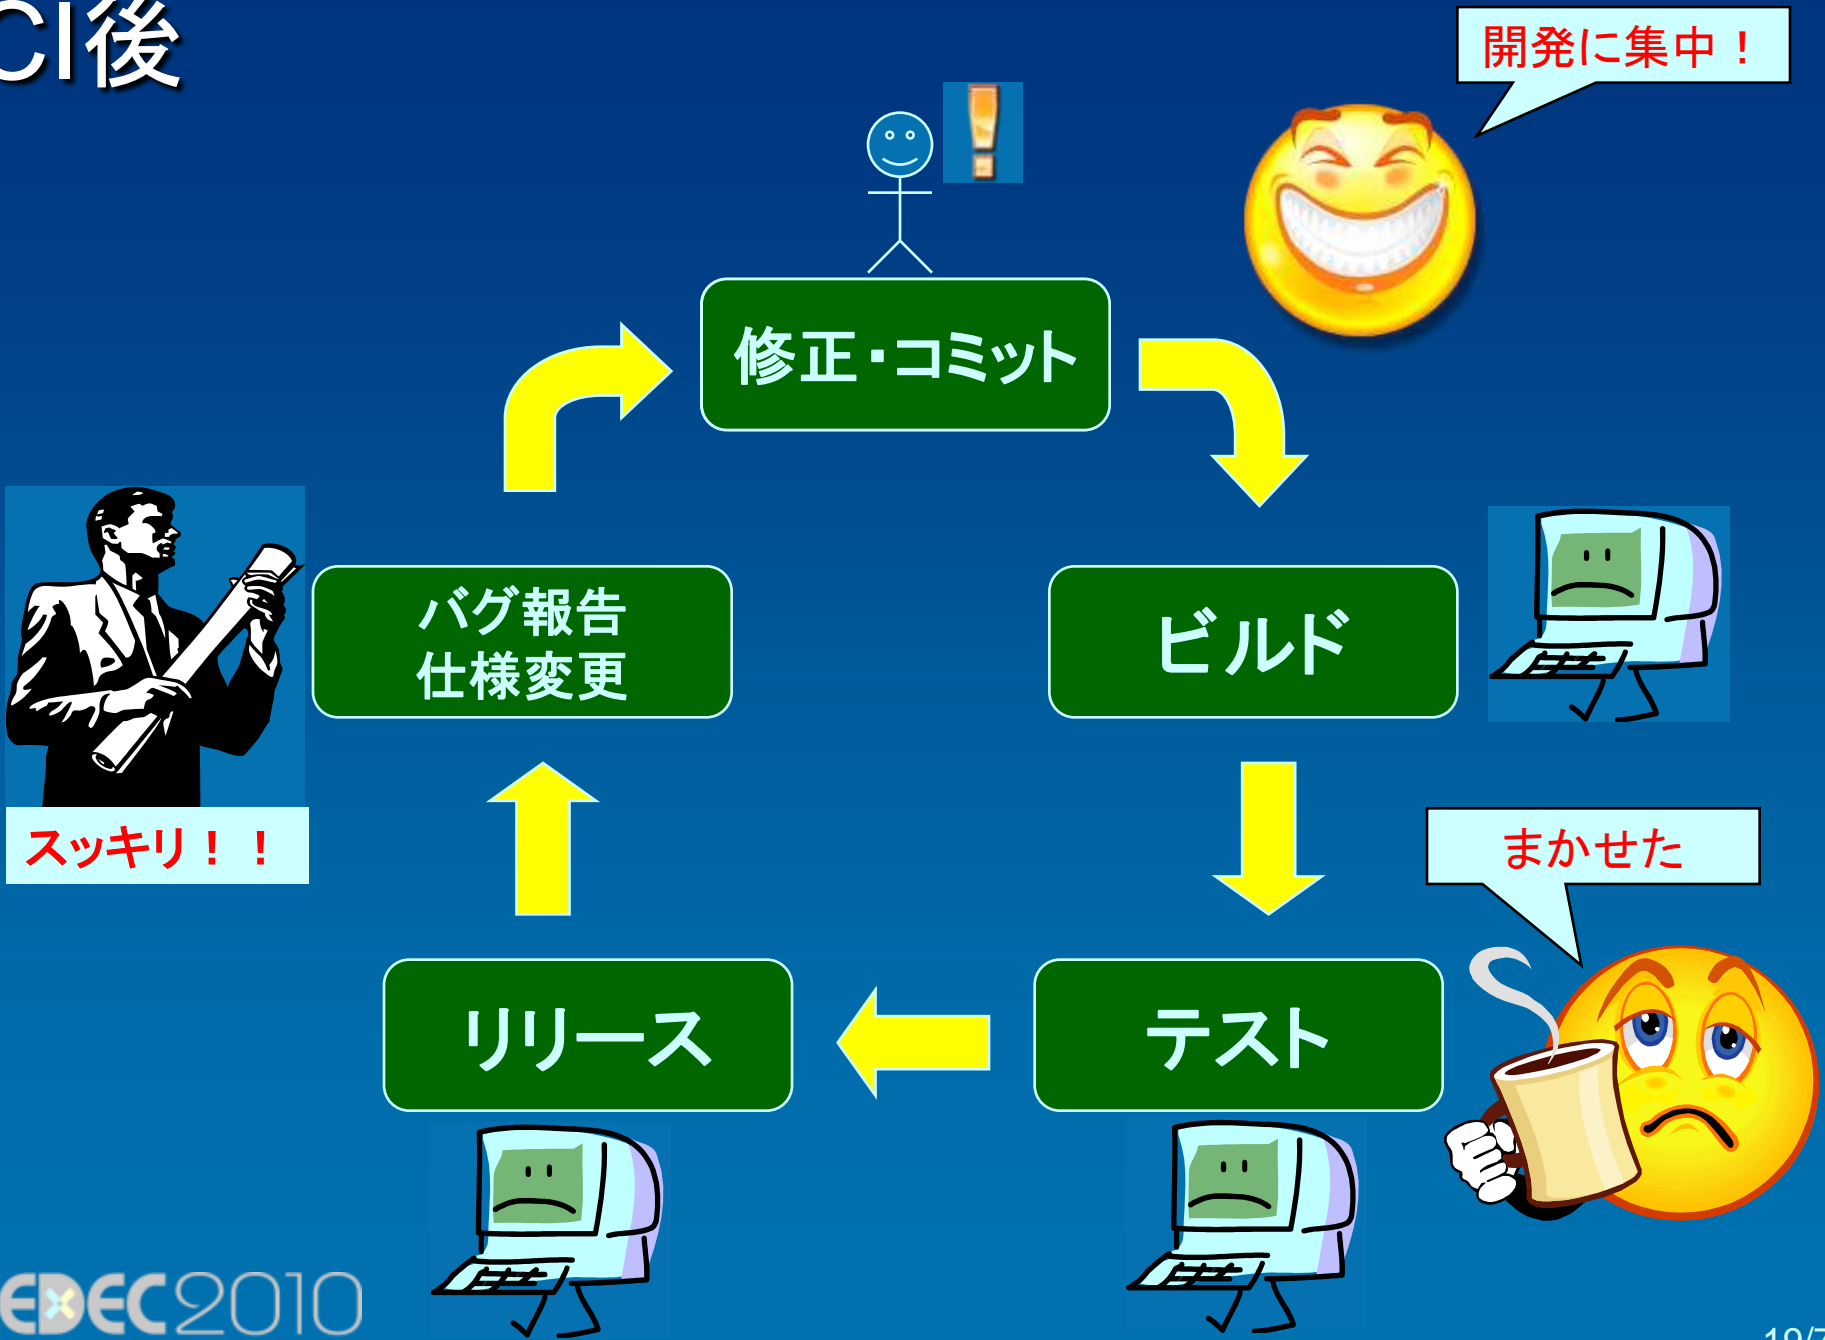 CI後
開発に集中！
修正・コミット
バグ報告
仕様変更
ビルド
スッキリ！！
まかせた
リリース
テスト
EDEC2010
19/7